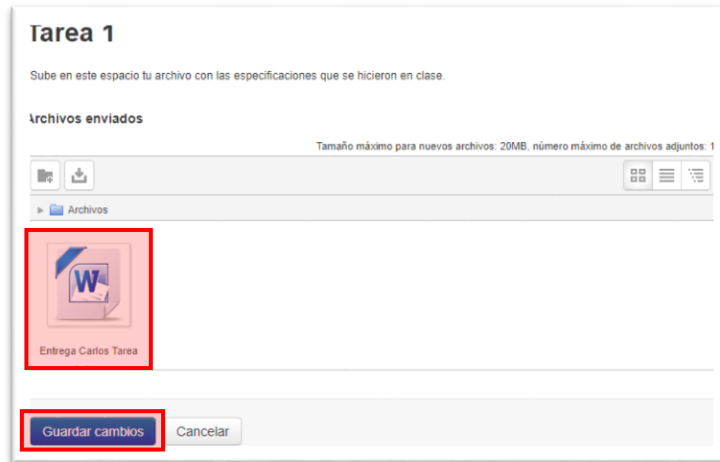 Tarea 1
Sube en este espacio tu archivo con las especificaciones que se hicieron en clase.
Archivos enviados
Tamaño máximo para nuevos archivos: 20MB, número máximo de archivos adjuntos: 1
Archivos
W
Entrega Carlos Tarea
Guardar cambios Cancelar